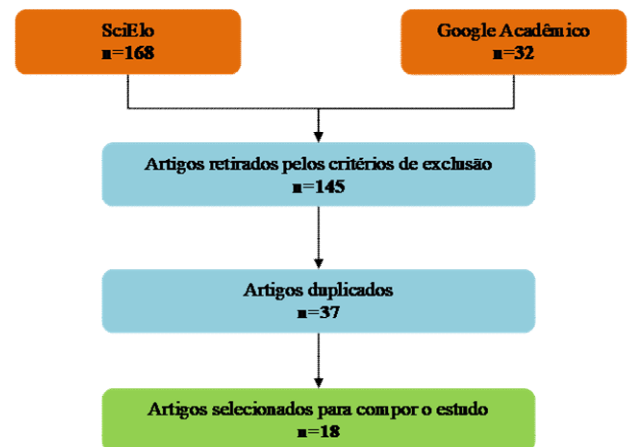 SciElo
n=168
Google Acadêmico
n=32
Artigos retirados pelos critérios de exclusão
n=145
Artigos duplicados
n=37
Artigos selecionados para compor o estudo
n=18